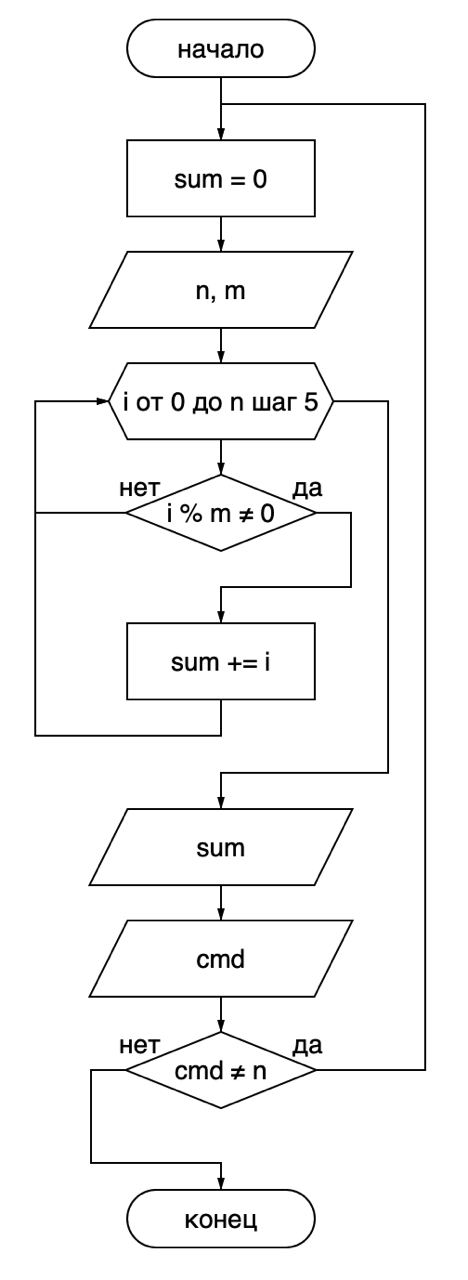 начало
sum = 0
n, m
i от 0 до n шаг 5
нет
да
i % m ≠ 0
sum += i
sum
cmd
нет
да
cmd ≠ n
конец